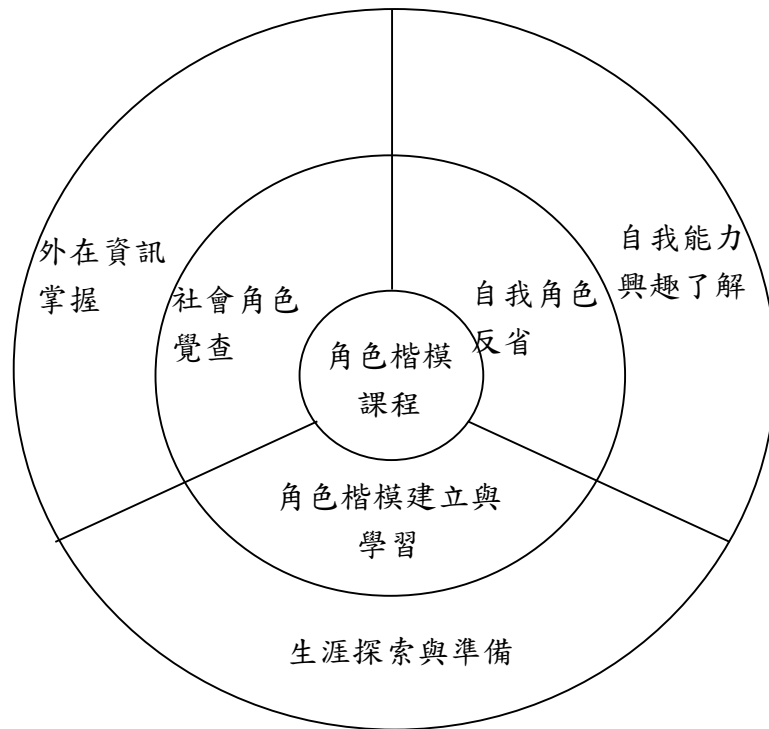 外在資訊
掌握
社會角色
覺查
角色楷模
課程
自我角色
反省
自我能力
興趣了解
角色楷模建立與
學習
生涯探索與準備